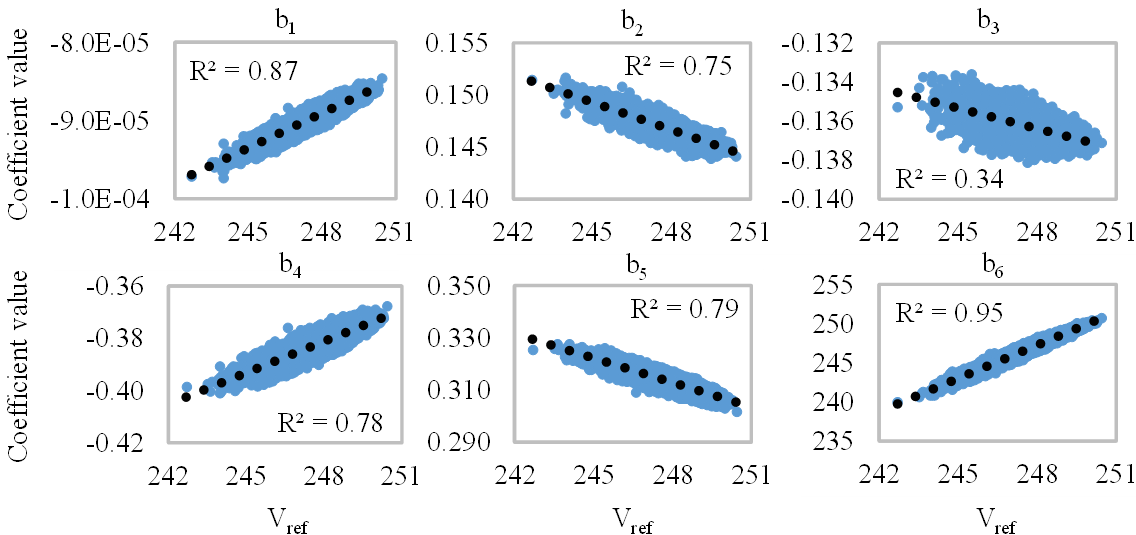 b1 b2 b3
Coefficient value
-8.0E-05
-9.0E-05
-1.0E-04
R² = 0.87
242 245 248 251
0.155
0.150
0.145
0.140
R² = 0.75
242 245 248 251
-0.132
-0.134
-0.136
-0.138
-0.140
R² = 0.34
242 245 248 251
b4 b5 b6
Coefficient value
-0.36
-0.38
-0.40
-0.42
R² = 0.78
242 245 248 251
Vref
0.350
0.330
0.310
0.290
R² = 0.79
242 245 248 251
Vref
255
250
245
240
235
R² = 0.95
242 245 248 251
Vref